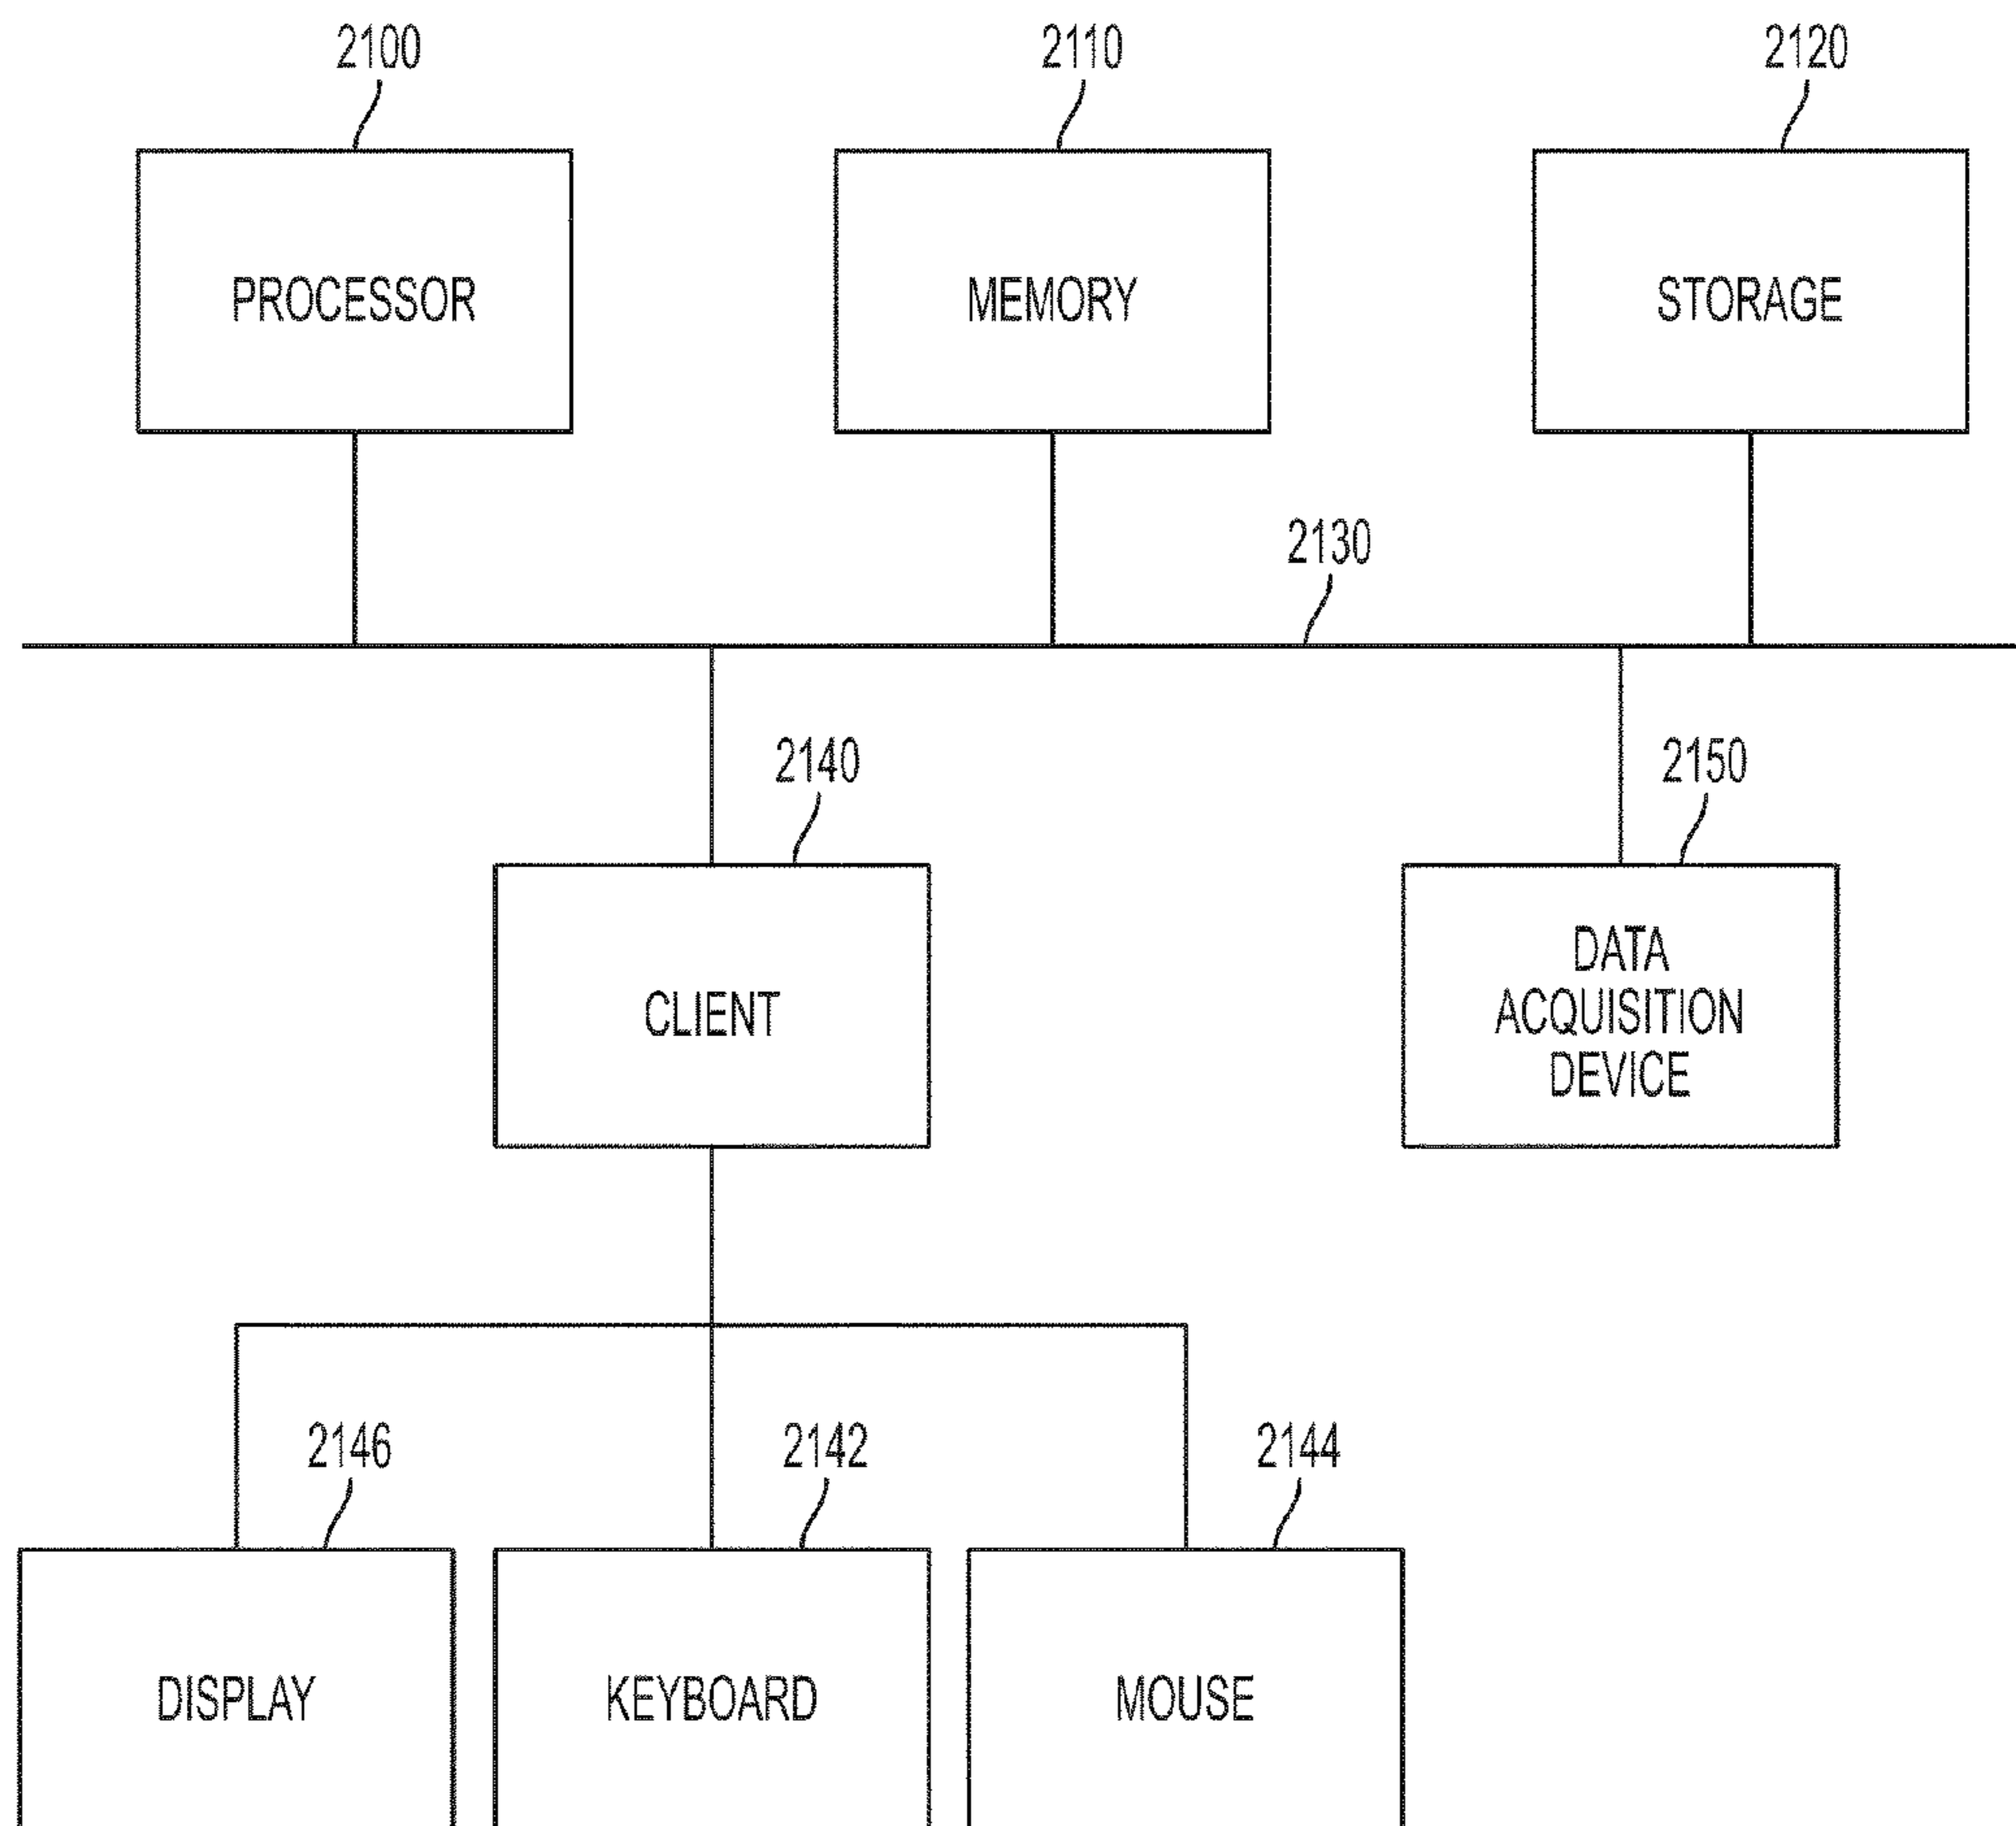 2100
2110
2120
PROCESSOR
MEMORY
STORAGE
2130
2140
2150
CLIENT
DATA
ACQUISITION
DEVICE
2146
2142
2144
DISPLAY
KEYBOARD
MOUSE